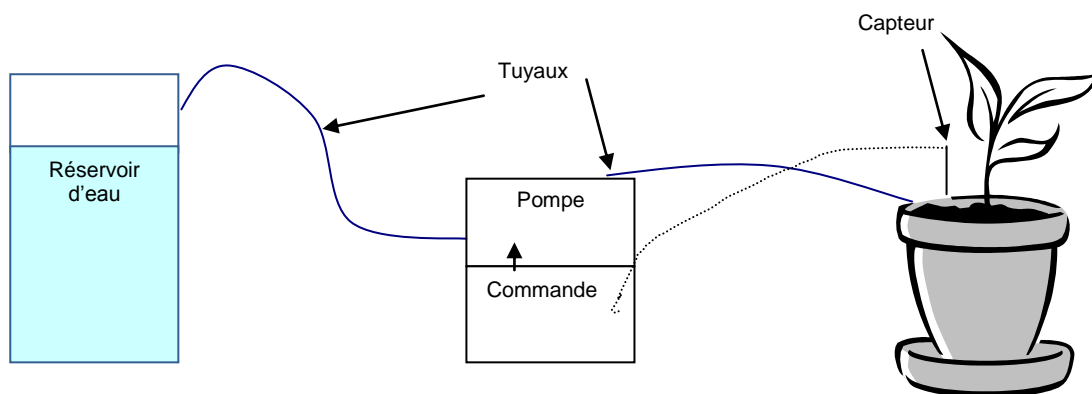 Capteur
Tuyaux
Réservoir
d’eau
Pompe
Commande